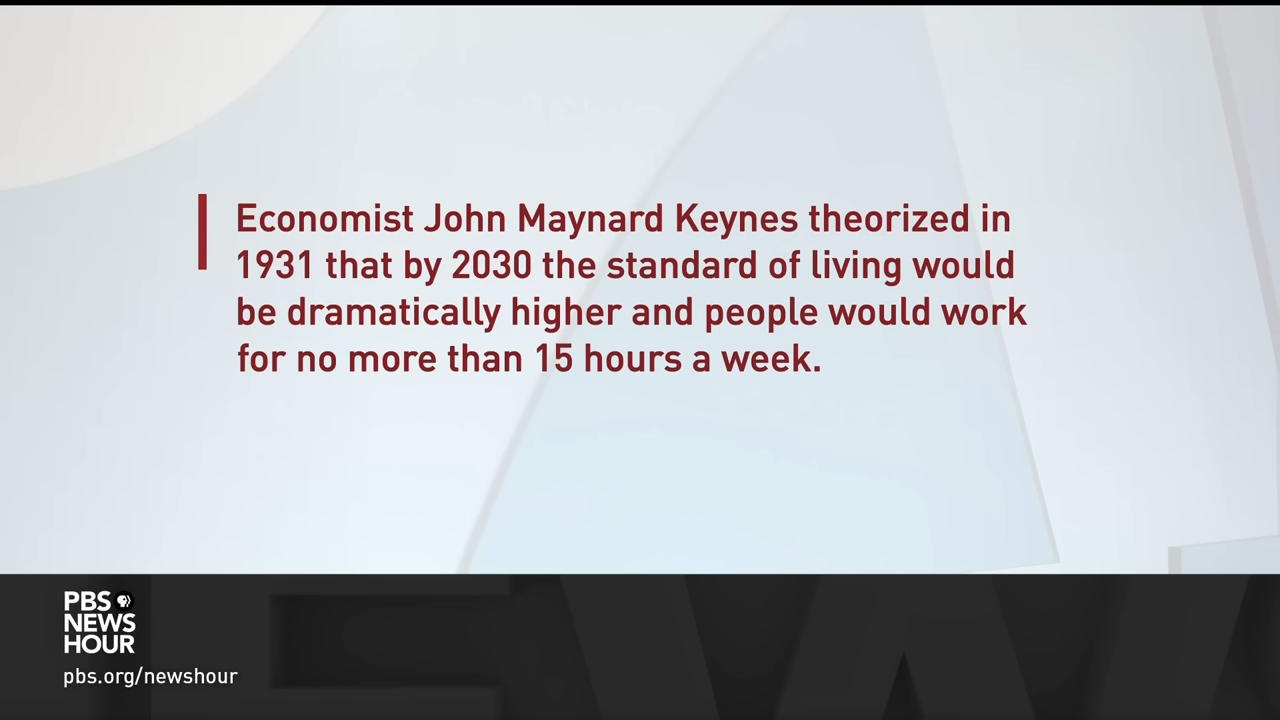 Economist John Maynard Keynes theorized in
1931 that by 2030 the standard of living would
be dramatically higher and people would work
for no more than 15 hours a week.
PBS
NEWS
HOUR
pbs.org/newshour